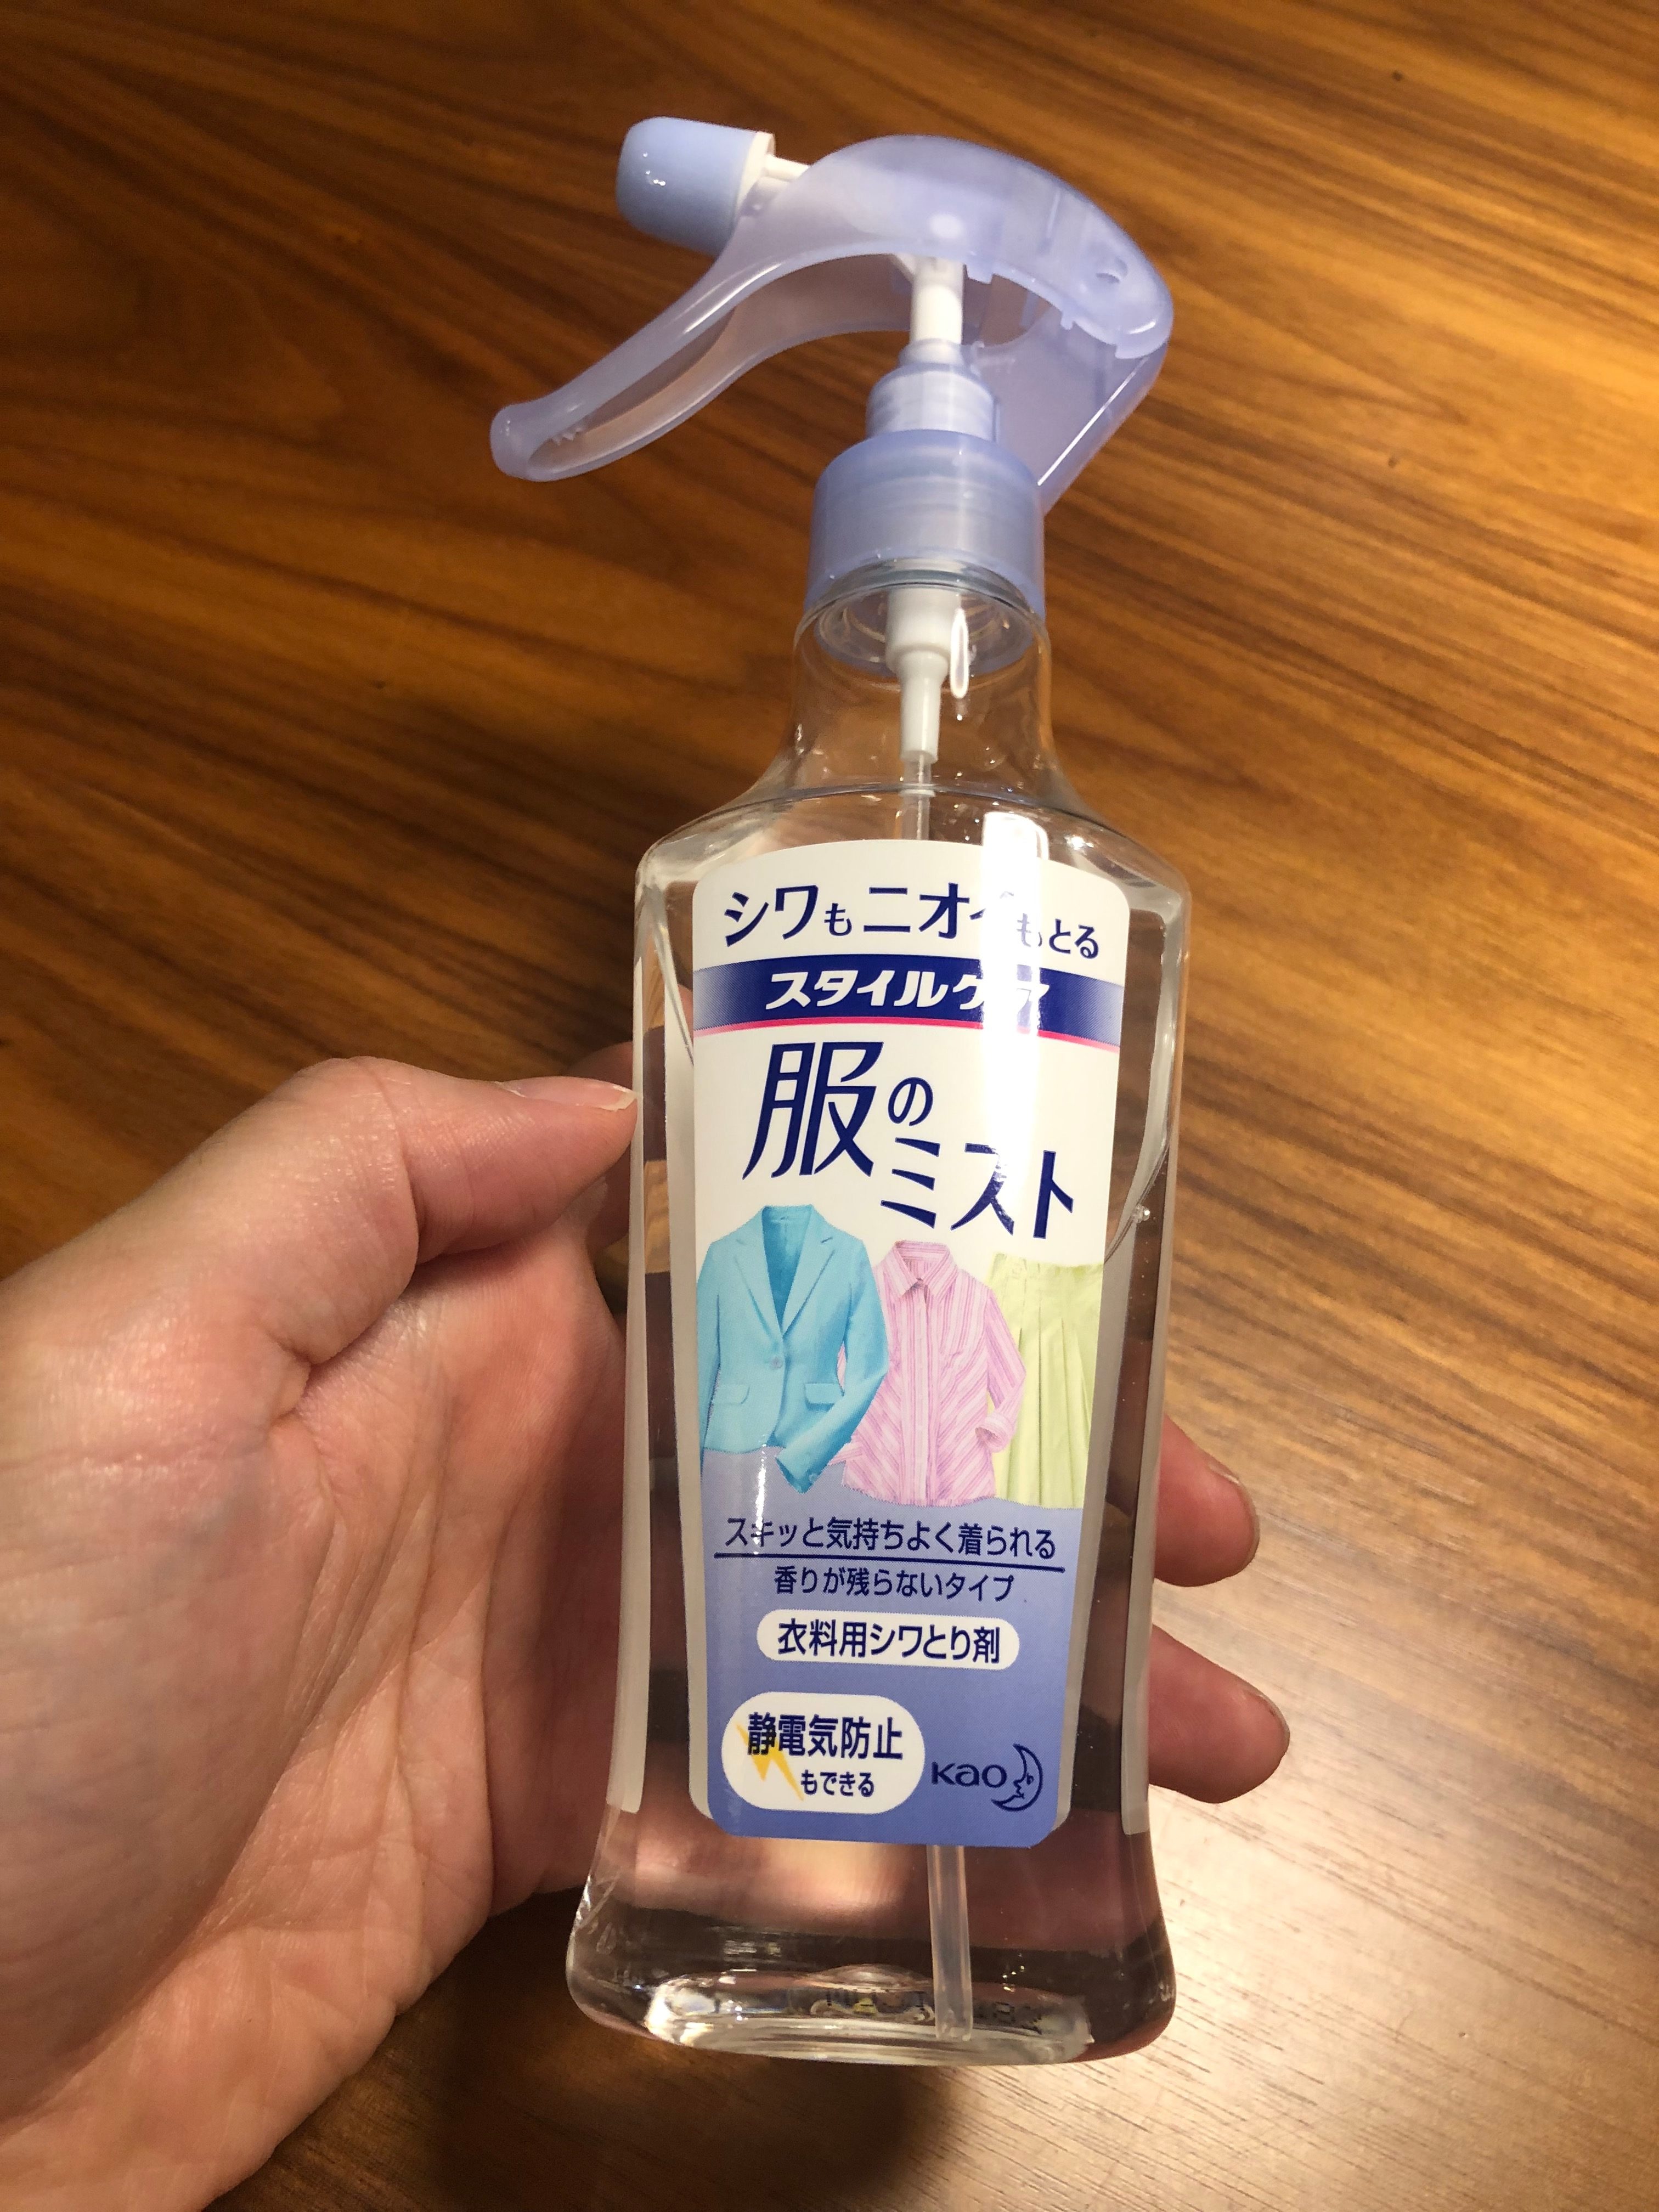 シワもニオイもとる
スタイルケア
服の
ミスト
スキッと気持ちよく着られる
香りが残らないタイプ
衣料用シワとり剤
静電気防止
もできる
Kao